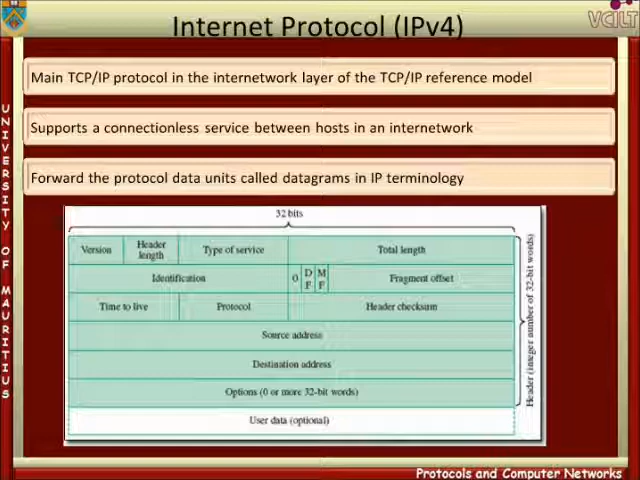 Internet Protocol (IPv4)
VCILT
Main TCP/IP protocol in the internetwork layer of the TCP/IP reference model
Supports a connectionless service between hosts in an internetwork
Forward the protocol data units called datagrams in IP terminology
UNIVERSITY OF MAURITIUS
32 bits
Version
Header length
Type of service
Total length
Identification
0
DF
MF
Fragment offset
Time to live
Protocol
Header checksum
Source address
Destination address
Options (0 or more 32-bit words)
User data (optional)
Header (integer number of 32-bit words)
Protocols and Computer Networks